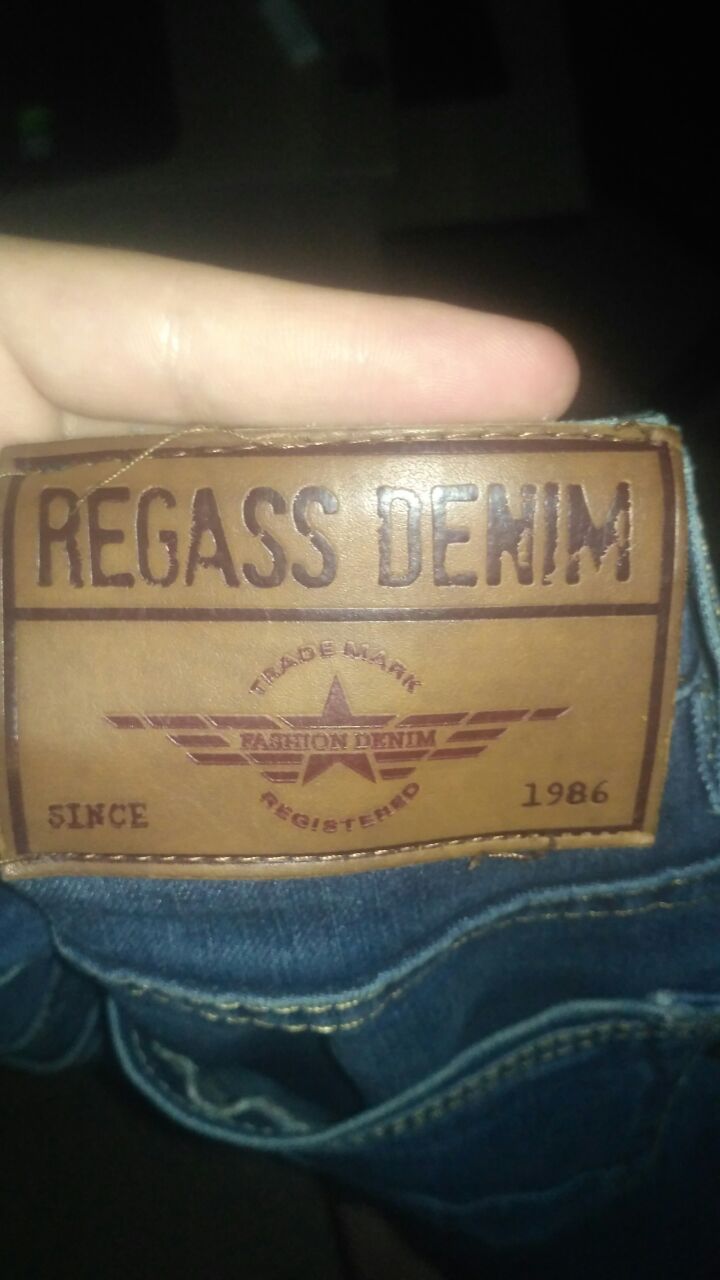 REGASS DENIM
TRADE MARK
FASHION DENIM
REGISTERED
SINCE 1986